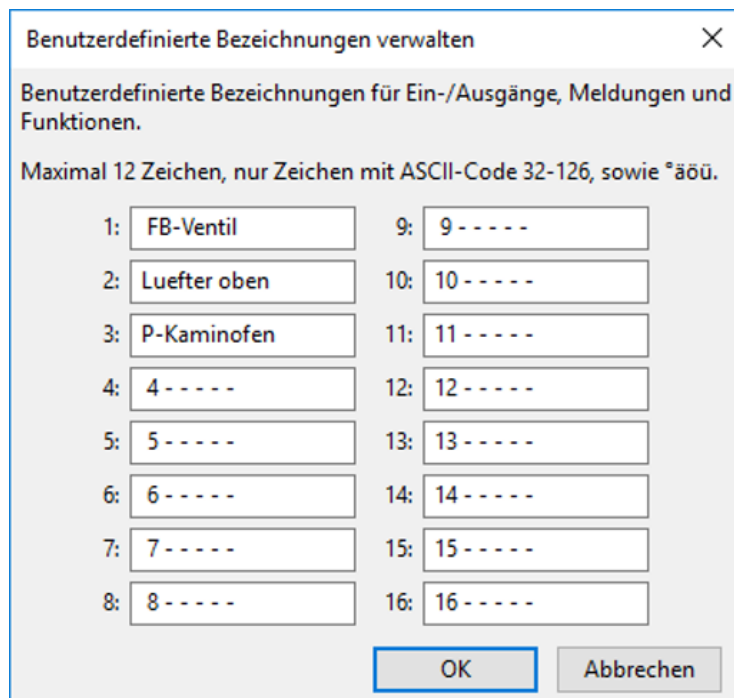 Benutzerdefinierte Bezeichnungen verwalten
Benutzerdefinierte Bezeichnungen für Ein-/Ausgänge, Meldungen und
Funktionen.
Maximal 12 Zeichen, nur Zeichen mit ASCII-Code 32-126, sowie °äöü.
1: FB-Ventil 9: 9 - - - - -
2: Luefter oben 10: 10 - - - - -
3: P-Kaminofen 11: 11 - - - - -
4: 4 - - - - - 12: 12 - - - - -
5: 5 - - - - - 13: 13 - - - - -
6: 6 - - - - - 14: 14 - - - - -
7: 7 - - - - - 15: 15 - - - - -
8: 8 - - - - - 16: 16 - - - - -
OK Abbrechen